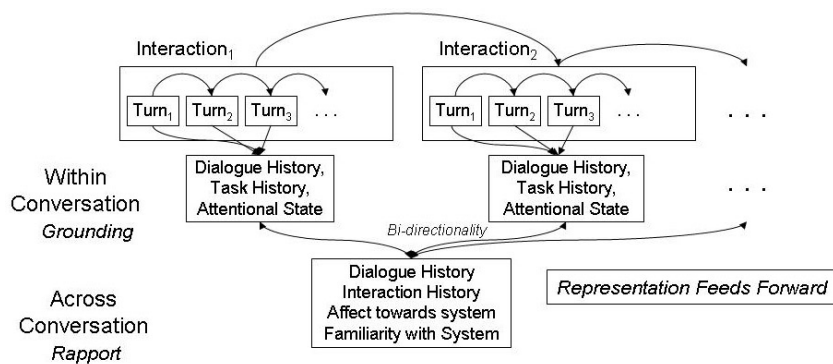 Interaction₁
Interaction₂
Turn₁ Turn₂ Turn₃ . . .
Turn₁ Turn₂ Turn₃ . . .
. . .
Within
Conversation
Grounding
Dialogue History,
Task History,
Attentional State
Dialogue History,
Task History,
Attentional State
. . .
Bi-directionality
Across
Conversation
Rapport
Dialogue History
Interaction History
Affect towards system
Familiarity with System
Representation Feeds Forward